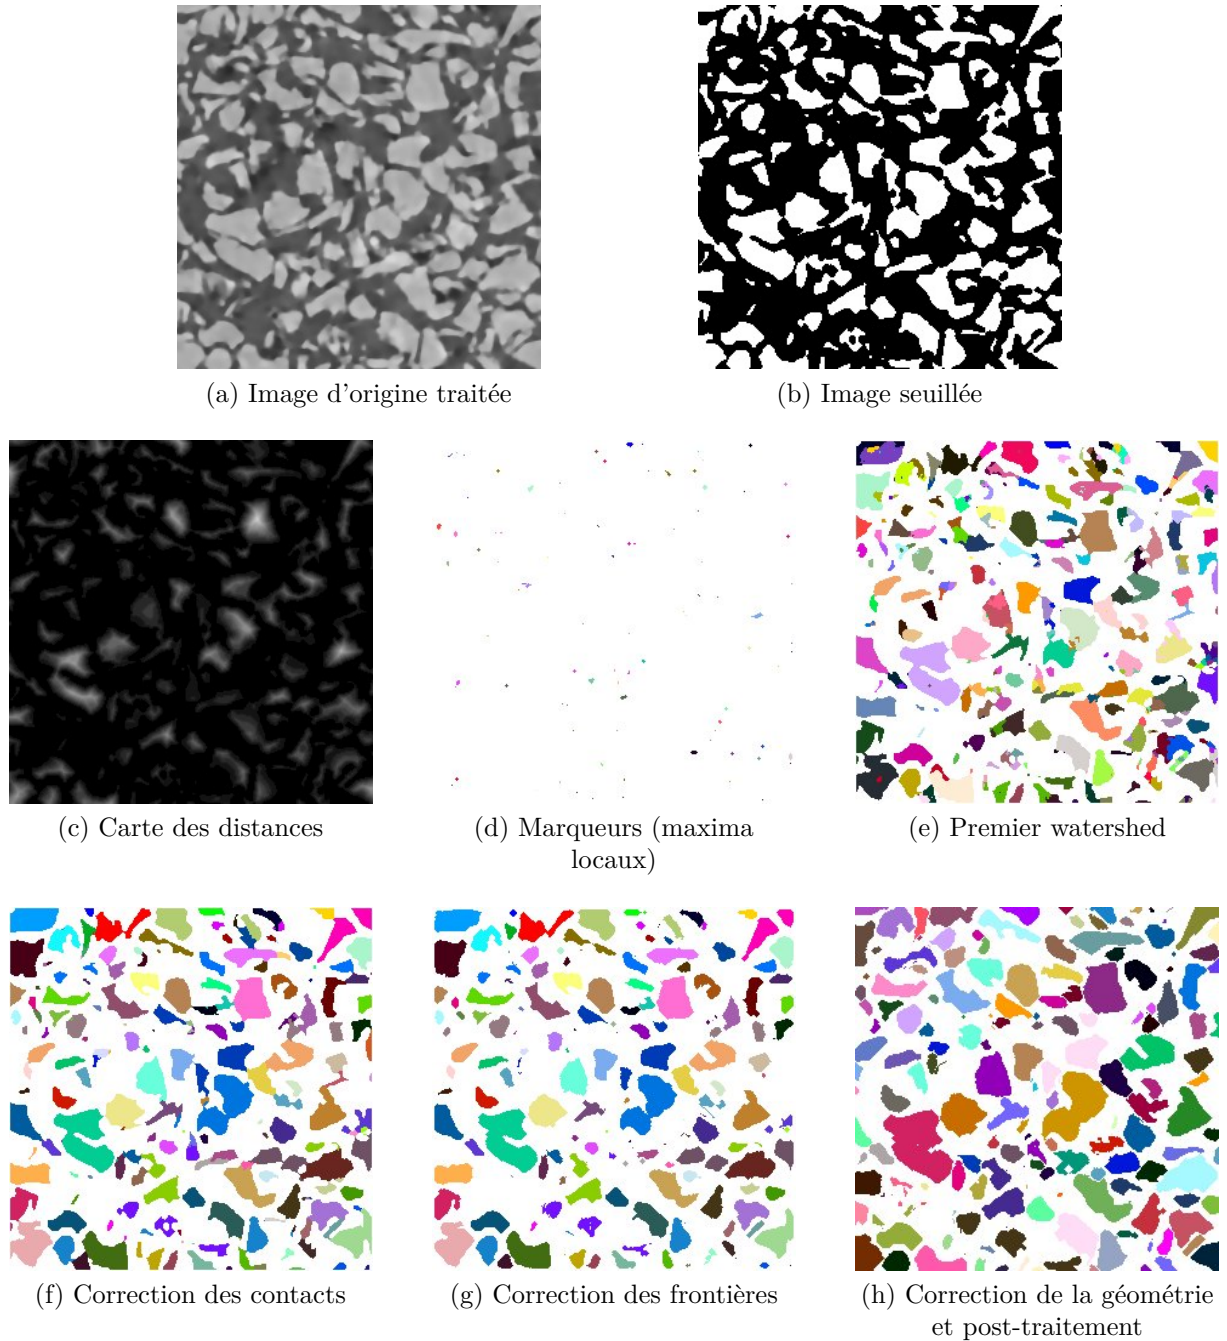 (a) Image d'origine traitée
(b) Image seuillée
(c) Carte des distances
(d) Marqueurs (maxima
locaux)
(e) Premier watershed
(f) Correction des contacts
(g) Correction des frontières
(h) Correction de la géométrie
et post-traitement